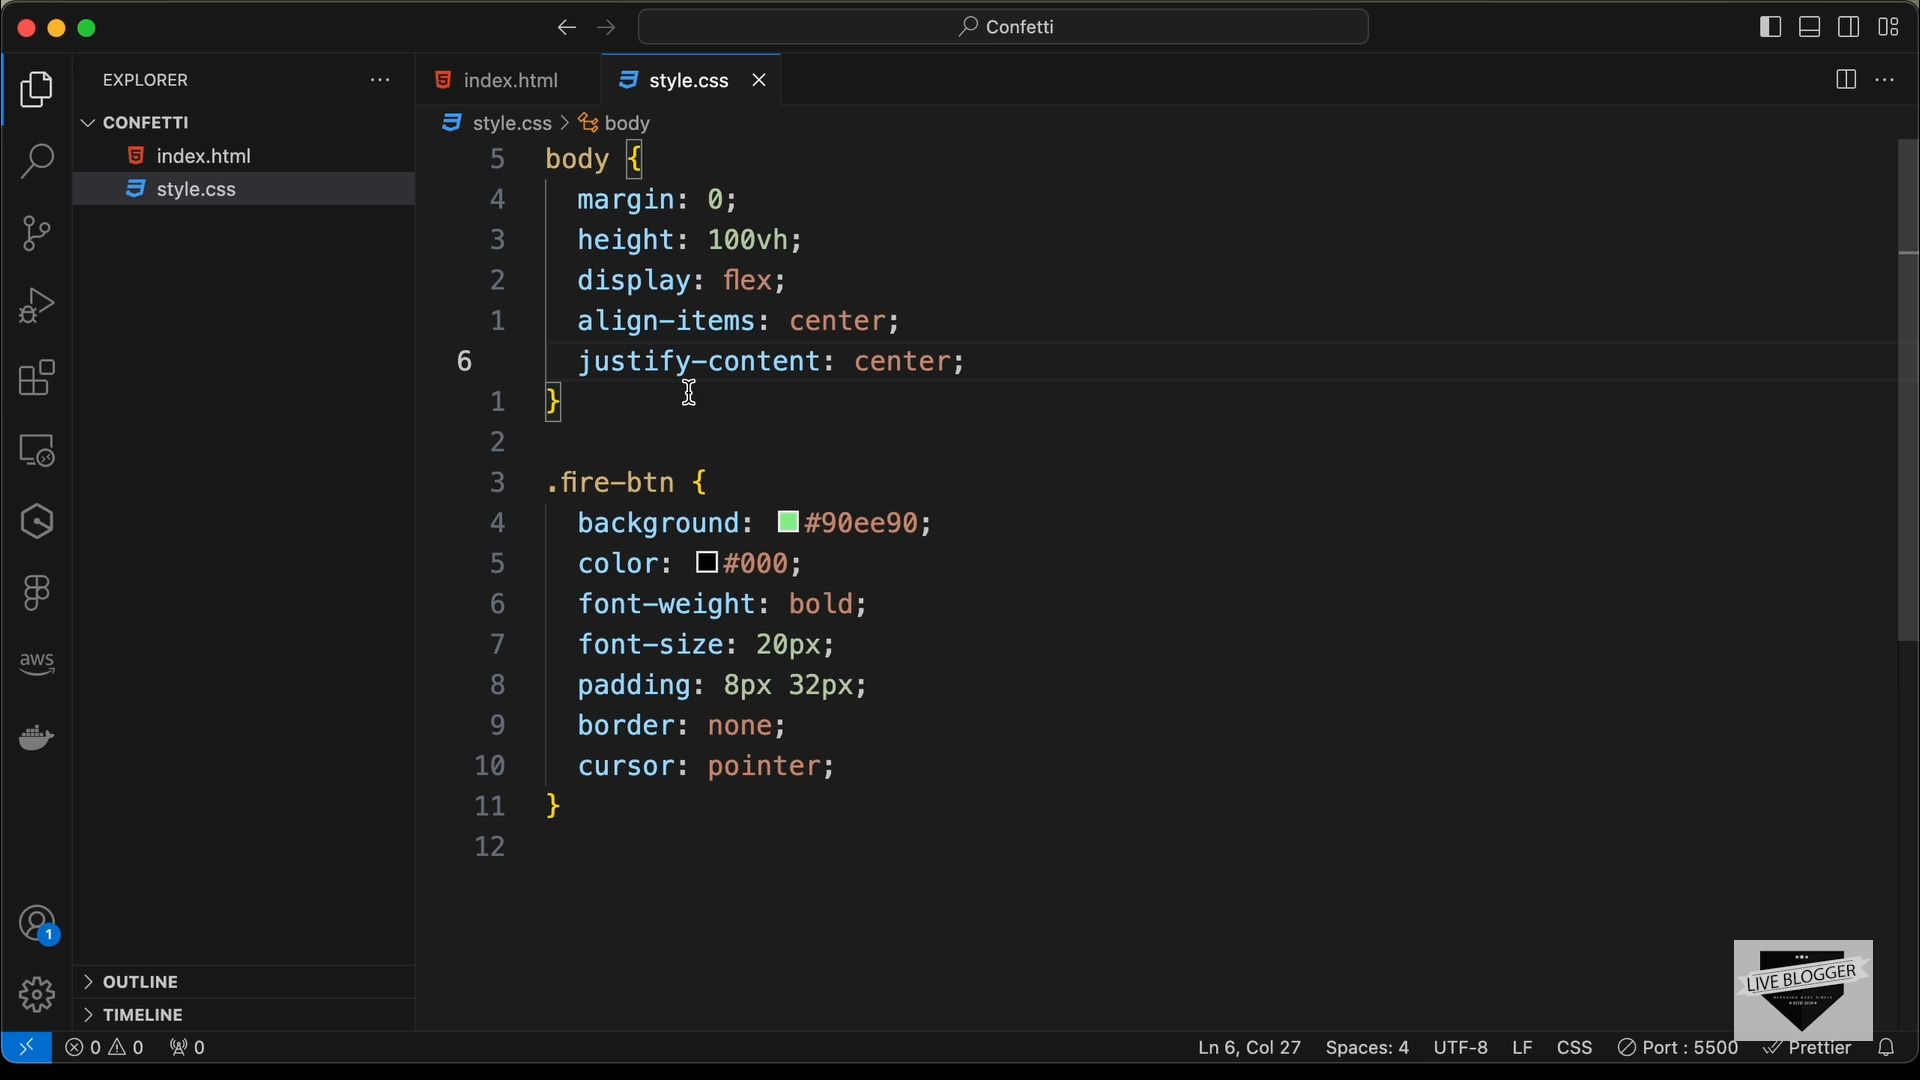 Confetti
EXPLORER
CONFETTI
index.html
style.css
index.html
style.css
style.css > body
5 body {
4 margin: 0;
3 height: 100vh;
2 display: flex;
1 align-items: center;
6 justify-content: center;
1 }
2
3 .fire-btn {
4 background: #90ee90;
5 color: #000;
6 font-weight: bold;
7 font-size: 20px;
8 padding: 8px 32px;
9 border: none;
10 cursor: pointer;
11 }
12
aws
1
OUTLINE
TIMELINE
LIVE BLOGGER
0 0 0
Ln 6, Col 27 Spaces: 4 UTF-8 LF CSS Port : 5500 Prettier